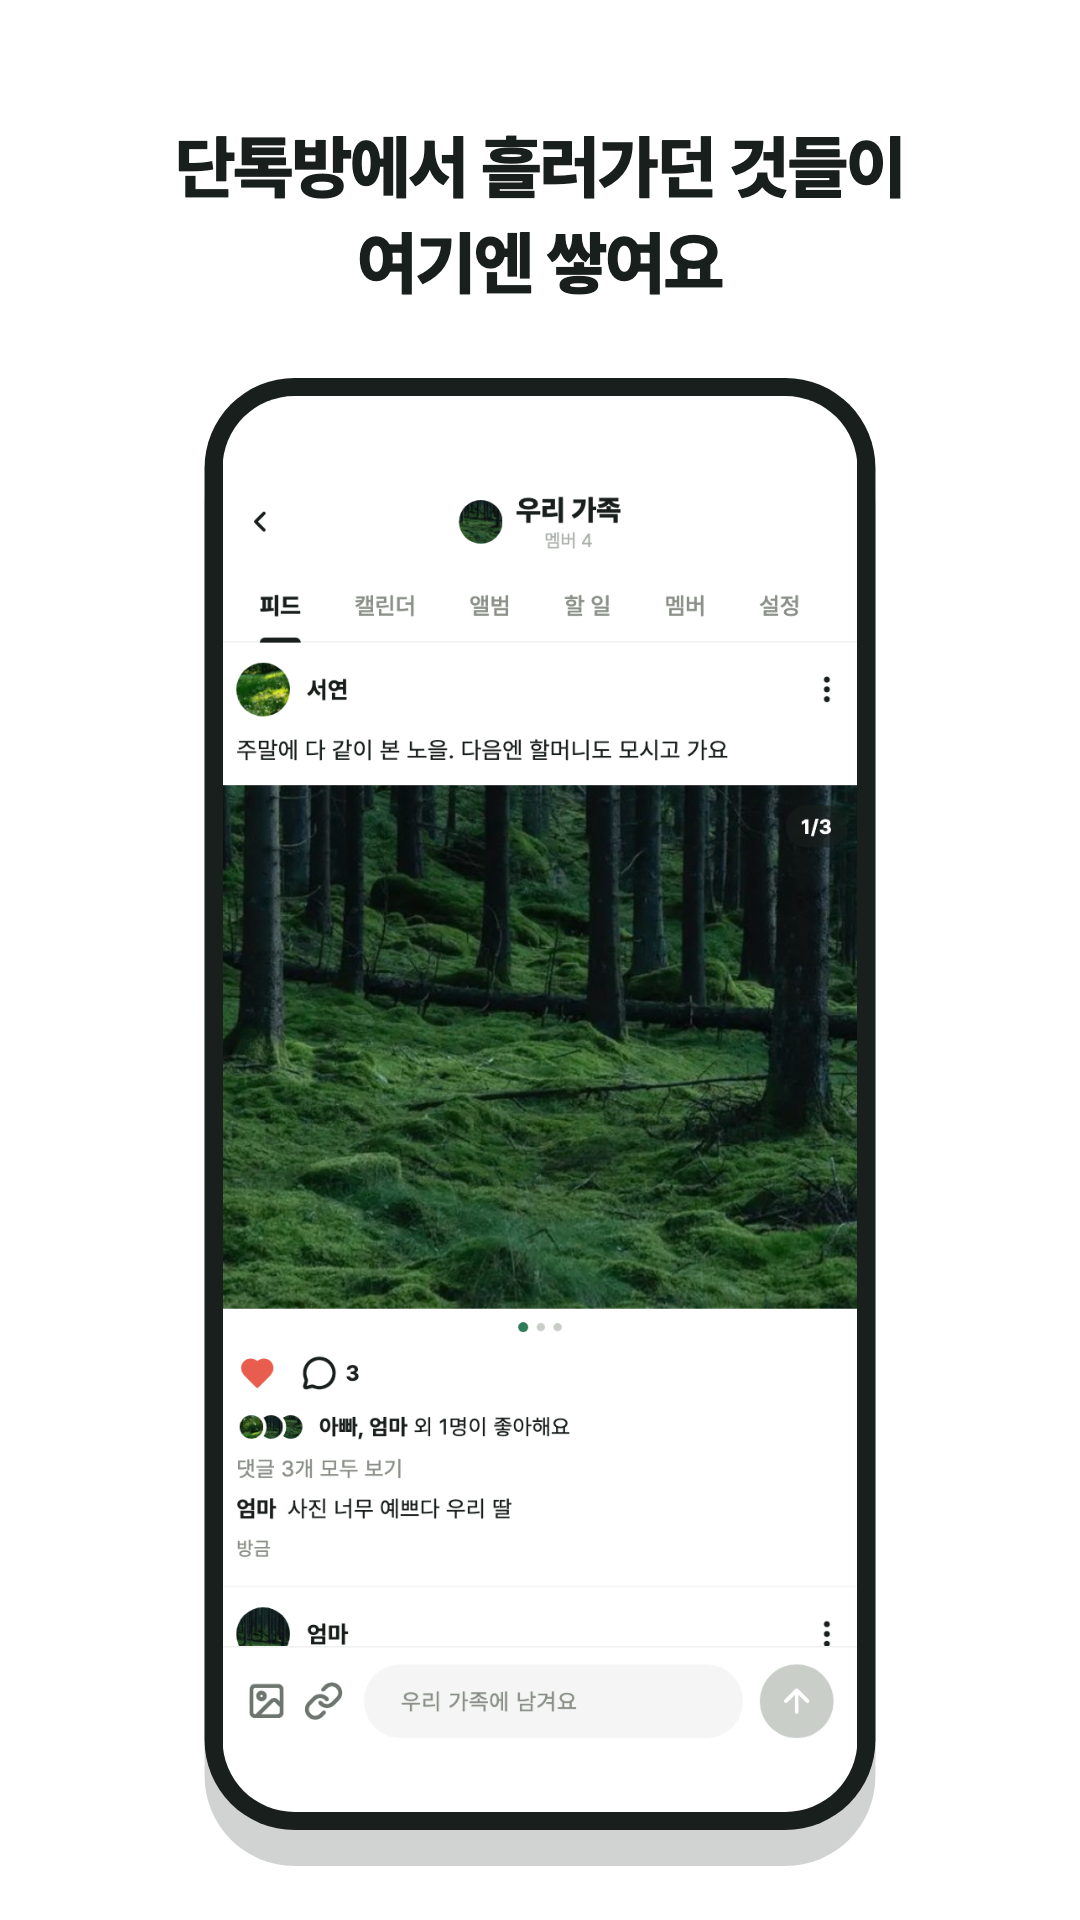 단톡방에서 흘러가던 것들이
여기엔 쌓여요
우리 가족
멤버 4
피드 캘린더 앨범 할 일 멤버 설정
서연
주말에 다 같이 본 노을. 다음엔 할머니도 모시고 가요
1/3
3
아빠, 엄마 외 1명이 좋아해요
댓글 3개 모두 보기
엄마 사진 너무 예쁘다 우리 딸
방금
엄마
우리 가족에 남겨요